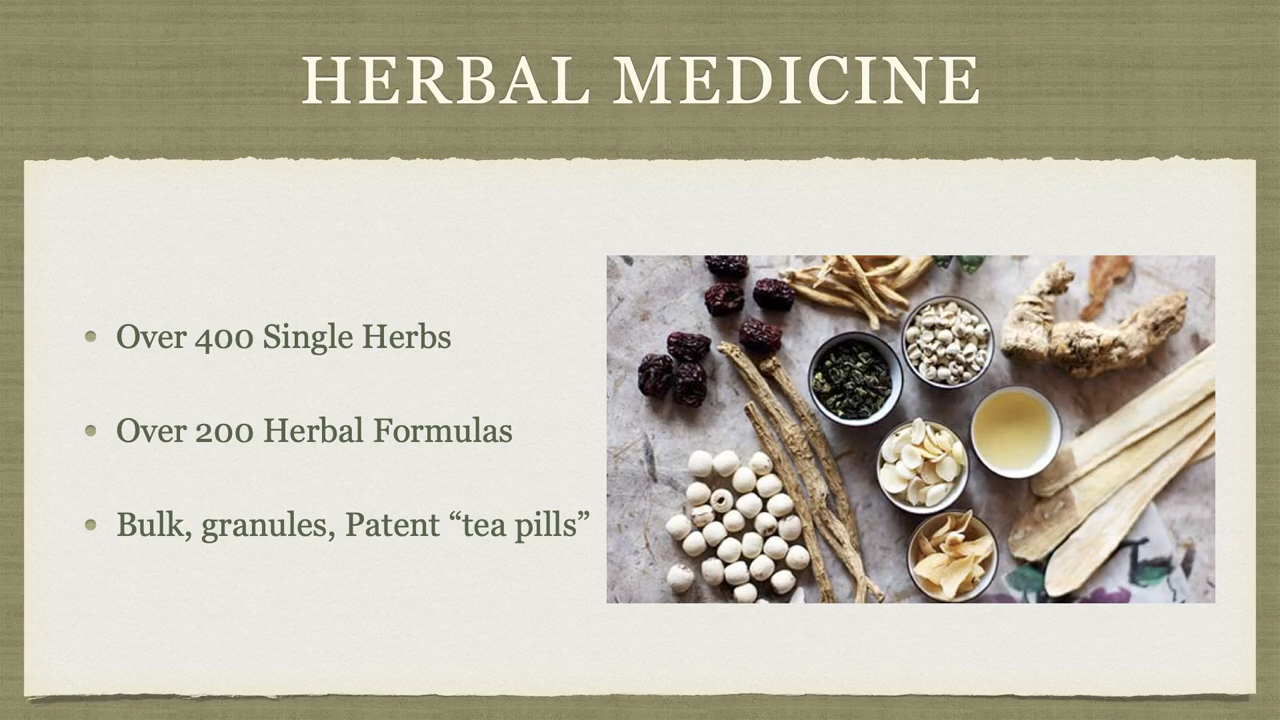 HERBAL MEDICINE
• Over 400 Single Herbs
• Over 200 Herbal Formulas
• Bulk, granules, Patent “tea pills”